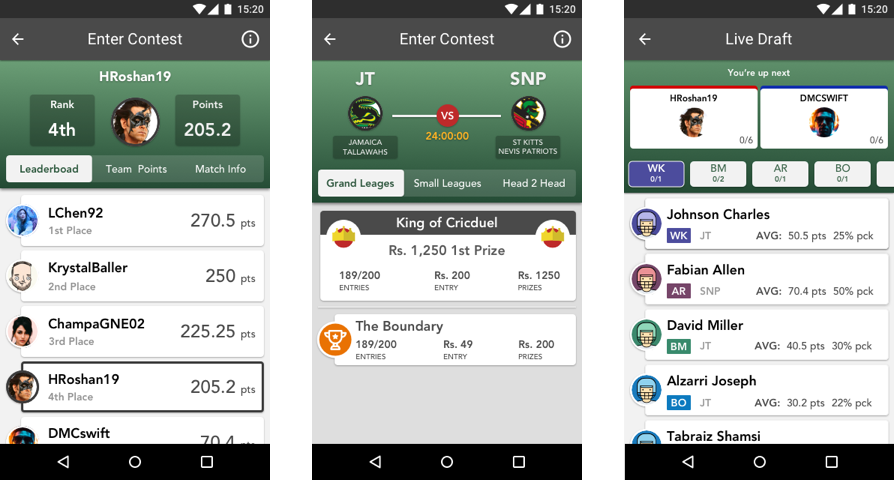 15:20
Enter Contest
HRoshan19
Rank
4th
Points
205.2
Leaderboad
Team Points
Match Info
LChen92
1st Place
270.5 pts
KrystalBaller
2nd Place
250 pts
ChampaGNE02
3rd Place
225.25 pts
HRoshan19
4th Place
205.2 pts
DMCswift
70.4 pts
15:20
Enter Contest
JT
SNP
VS
24:00:00
JAMAICA
TALLAWAHS
ST KITTS
NEVIS PATRIOTS
Grand Leages
Small Leagues
Head 2 Head
King of Cricduel
Rs. 1,250 1st Prize
189/200
ENTRIES
Rs. 200
ENTRY
Rs. 1250
PRIZES
The Boundary
189/200
ENTRIES
Rs. 49
ENTRY
Rs. 200
PRIZES
15:20
Live Draft
You're up next
HRoshan19
0/6
DMCSWIFT
0/6
WK
0/1
BM
0/2
AR
0/1
BO
0/1
Johnson Charles
WK JT AVG: 50.5 pts 25% pck
Fabian Allen
AR SNP AVG: 70.4 pts 50% pck
David Miller
BM JT AVG: 40.5 pts 30% pck
Alzarri Joseph
BO JT AVG: 30.2 pts 22% pck
Tabraiz Shamsi